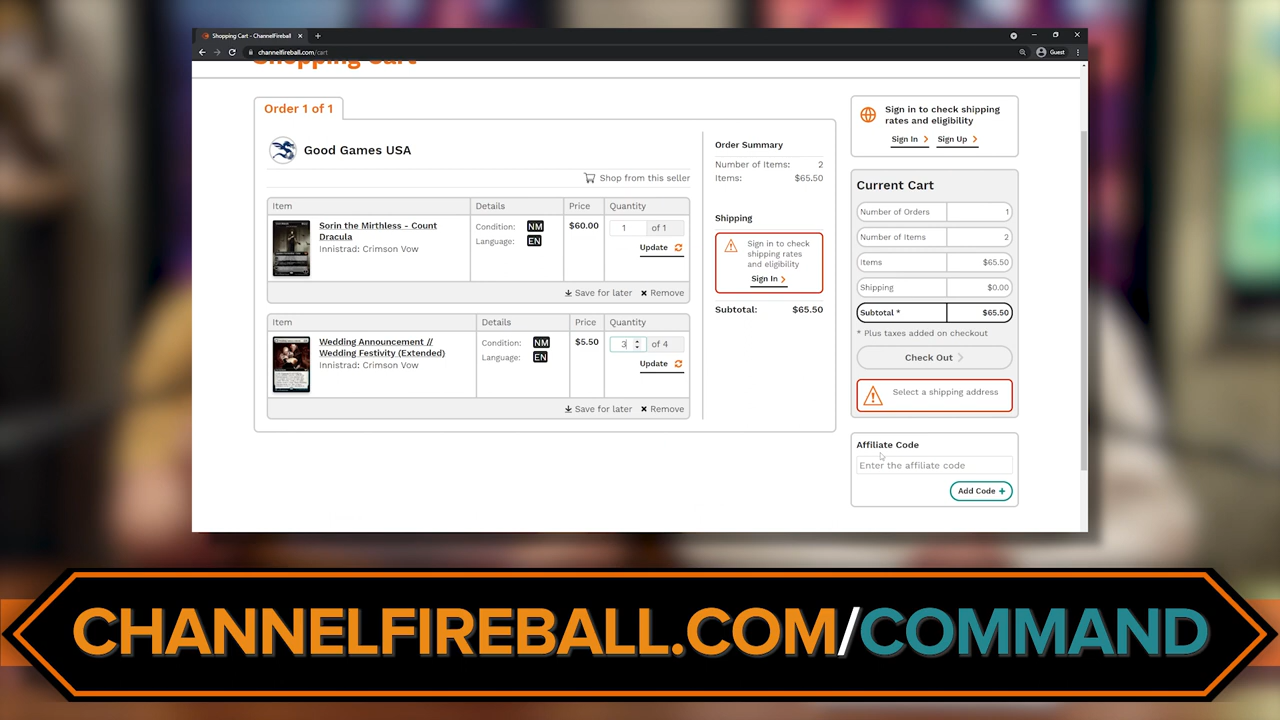 Shopping Cart - ChannelFireball
channelfireball.com/cart
Guest
Shopping Cart
Order 1 of 1
Good Games USA
Shop from this seller
Item Details Price Quantity
Sorin the Mirthless - Count
Dracula
Innistrad: Crimson Vow
Condition: NM
Language: EN
$60.00
1 of 1
Update
Save for later Remove
Item Details Price Quantity
Wedding Announcement //
Wedding Festivity (Extended)
Innistrad: Crimson Vow
Condition: NM
Language: EN
$5.50
3 of 4
Update
Save for later Remove
Order Summary
Number of Items: 2
Items: $65.50
Shipping
Sign in to check
shipping rates
and eligibility
Sign In
Subtotal: $65.50
Sign in to check shipping
rates and eligibility
Sign In Sign Up
Current Cart
Number of Orders 1
Number of Items 2
Items $65.50
Shipping $0.00
Subtotal * $65.50
* Plus taxes added on checkout
Check Out
Select a shipping address
Affiliate Code
Enter the affiliate code
Add Code +
CHANNELFIREBALL.COM/COMMAND